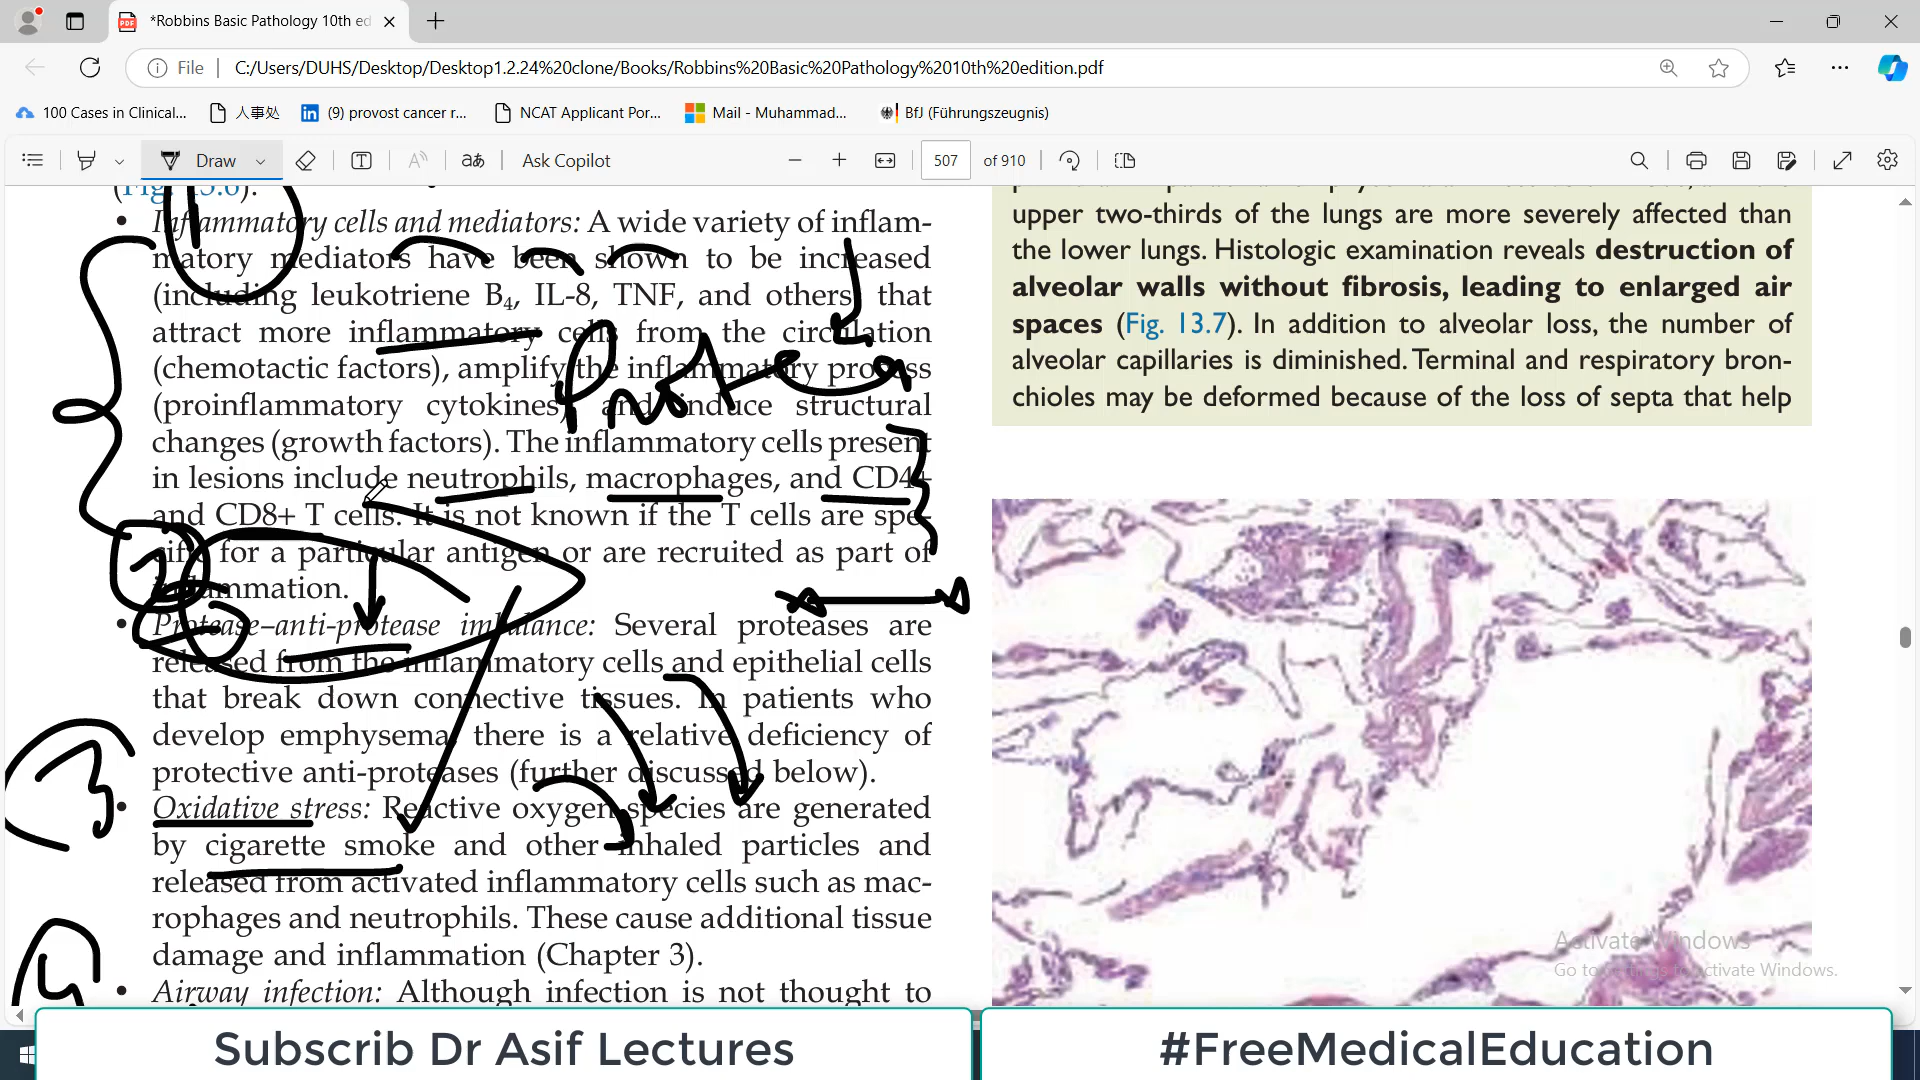 *Robbins Basic Pathology 10th ed
File
C:/Users/DUHS/Desktop/Desktop1.2.24%20clone/Books/Robbins%20Basic%20Pathology%2010th%20edition.pdf
100 Cases in Clinical...
人事处
(9) provost cancer r...
NCAT Applicant Por...
Mail - Muhammad...
BfJ (Führungszeugnis)
Draw
Ask Copilot
507 of 910
• Inflammatory cells and mediators: A wide variety of inflam-
matory mediators have been shown to be increased
(including leukotriene B4, IL-8, TNF, and others) that
attract more inflammatory cells from the circulation
(chemotactic factors), amplify the inflammatory process
(proinflammatory cytokines), and induce structural
changes (growth factors). The inflammatory cells present
in lesions include neutrophils, macrophages, and CD4+
and CD8+ T cells. It is not known if the T cells are spe-
cific for a particular antigen or are recruited as part of
inflammation.
• Protease–anti-protease imbalance: Several proteases are
released from the inflammatory cells and epithelial cells
that break down connective tissues. In patients who
develop emphysema, there is a relative deficiency of
protective anti-proteases (further discussed below).
• Oxidative stress: Reactive oxygen species are generated
by cigarette smoke and other inhaled particles and
released from activated inflammatory cells such as mac-
rophages and neutrophils. These cause additional tissue
damage and inflammation (Chapter 3).
• Airway infection: Although infection is not thought to
1
2
3
4
upper two-thirds of the lungs are more severely affected than
the lower lungs. Histologic examination reveals destruction of
alveolar walls without fibrosis, leading to enlarged air
spaces (Fig. 13.7). In addition to alveolar loss, the number of
alveolar capillaries is diminished. Terminal and respiratory bron-
chioles may be deformed because of the loss of septa that help
Activate Windows
Go to Settings to activate Windows.
Subscrib Dr Asif Lectures
#FreeMedicalEducation